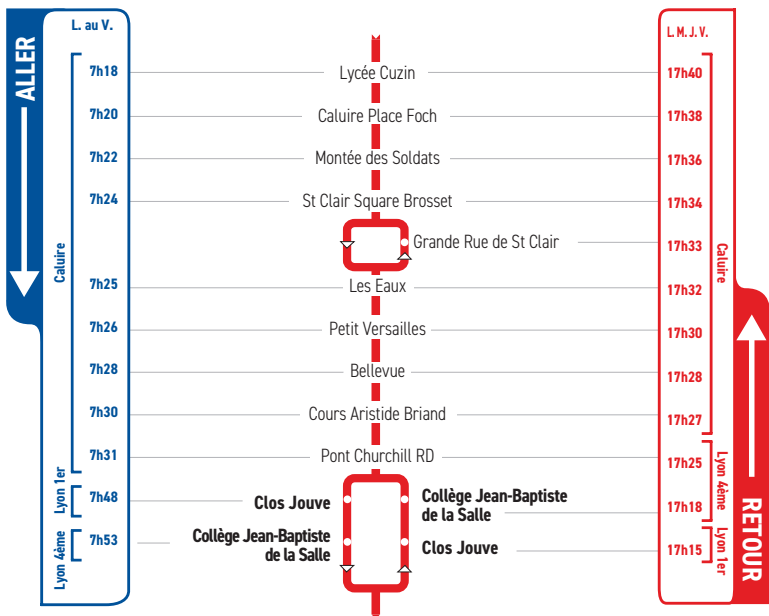 ALLER
L. au V.
L. M. J. V.
7h18 Lycée Cuzin 17h40
7h20 Caluire Place Foch 17h38
7h22 Montée des Soldats 17h36
7h24 St Clair Square Brosset 17h34
Grande Rue de St Clair 17h33
Caluire
Caluire
7h25 Les Eaux 17h32
7h26 Petit Versailles 17h30
7h28 Bellevue 17h28
7h30 Cours Aristide Briand 17h27
7h31 Pont Churchill RD 17h25
Lyon 1er
Lyon 4ème
7h48 Clos Jouve Collège Jean-Baptiste
de la Salle 17h18
Lyon 4ème
Lyon 1er
7h53 Collège Jean-Baptiste Clos Jouve 17h15
de la Salle
RETOUR